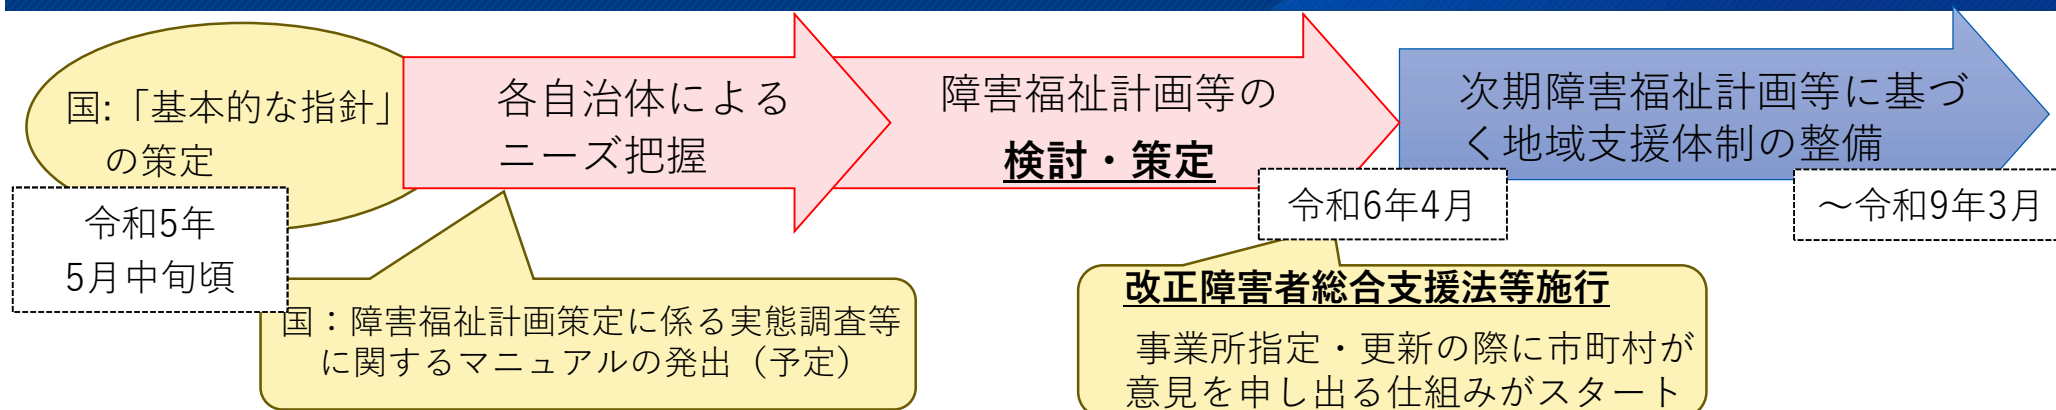 国:「基本的な指針」
の策定
令和5年
5月中旬頃
各自治体による
ニーズ把握
国：障害福祉計画策定に係る実態調査等
に関するマニュアルの発出（予定）
障害福祉計画等の
検討・策定
令和6年4月
改正障害者総合支援法等施行
事業所指定・更新の際に市町村が
意見を申し出る仕組みがスタート
次期障害福祉計画等に基づ
く地域支援体制の整備
～令和9年3月